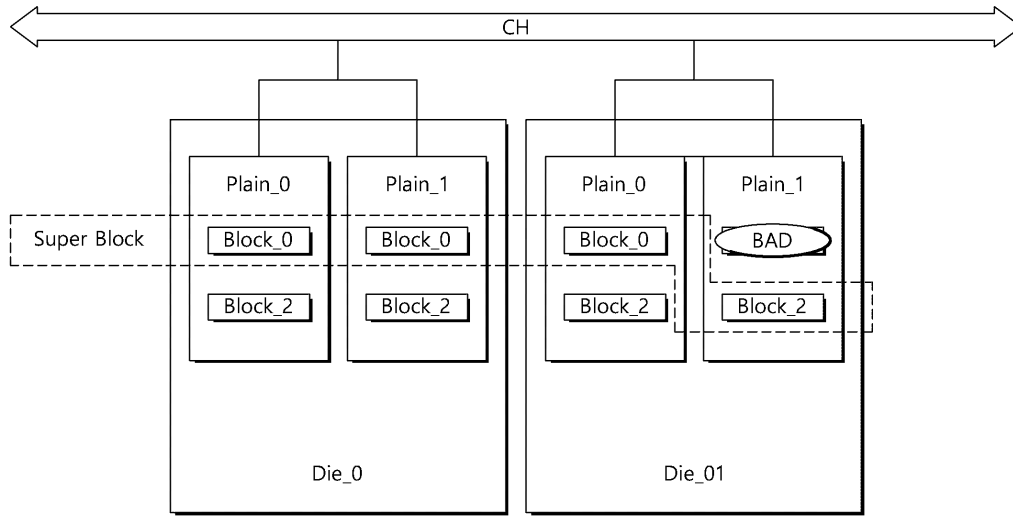 CH
Plain_0 Plain_1 Plain_0 Plain_1
Super Block Block_0 Block_0 Block_0 BAD
Block_2 Block_2 Block_2 Block_2
Die_0 Die_01